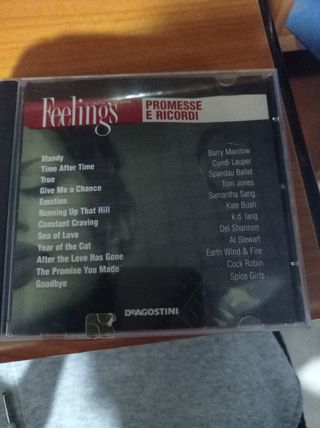 Feelings PROMESSE
E RICORDI
Mandy Barry Manilow
Time After Time Cyndi Lauper
True Spandau Ballet
Give Me a Chance Tom Jones
Emotion Samantha Sang
Running Up That Hill Kate Bush
Constant Craving k.d. lang
Sea of Love Del Shannon
Year of the Cat Al Stewart
After the Love Has Gone Earth Wind & Fire
The Promise You Made Cock Robin
Goodbye Spice Girls
DeAGOSTINI